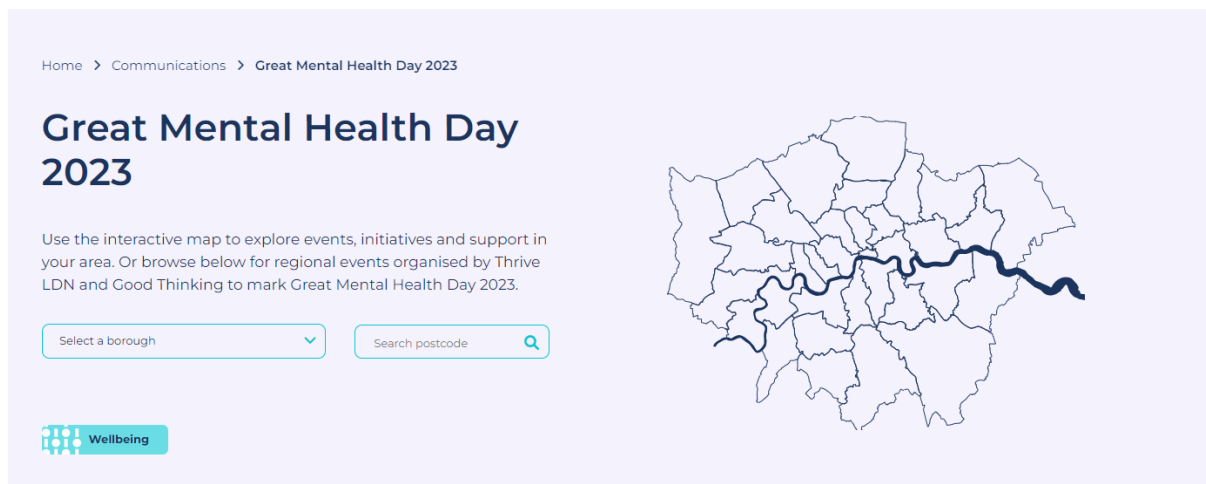 Home > Communications > Great Mental Health Day 2023
Great Mental Health Day
2023
Use the interactive map to explore events, initiatives and support in
your area. Or browse below for regional events organised by Thrive
LDN and Good Thinking to mark Great Mental Health Day 2023.
Select a borough
Search postcode
Wellbeing